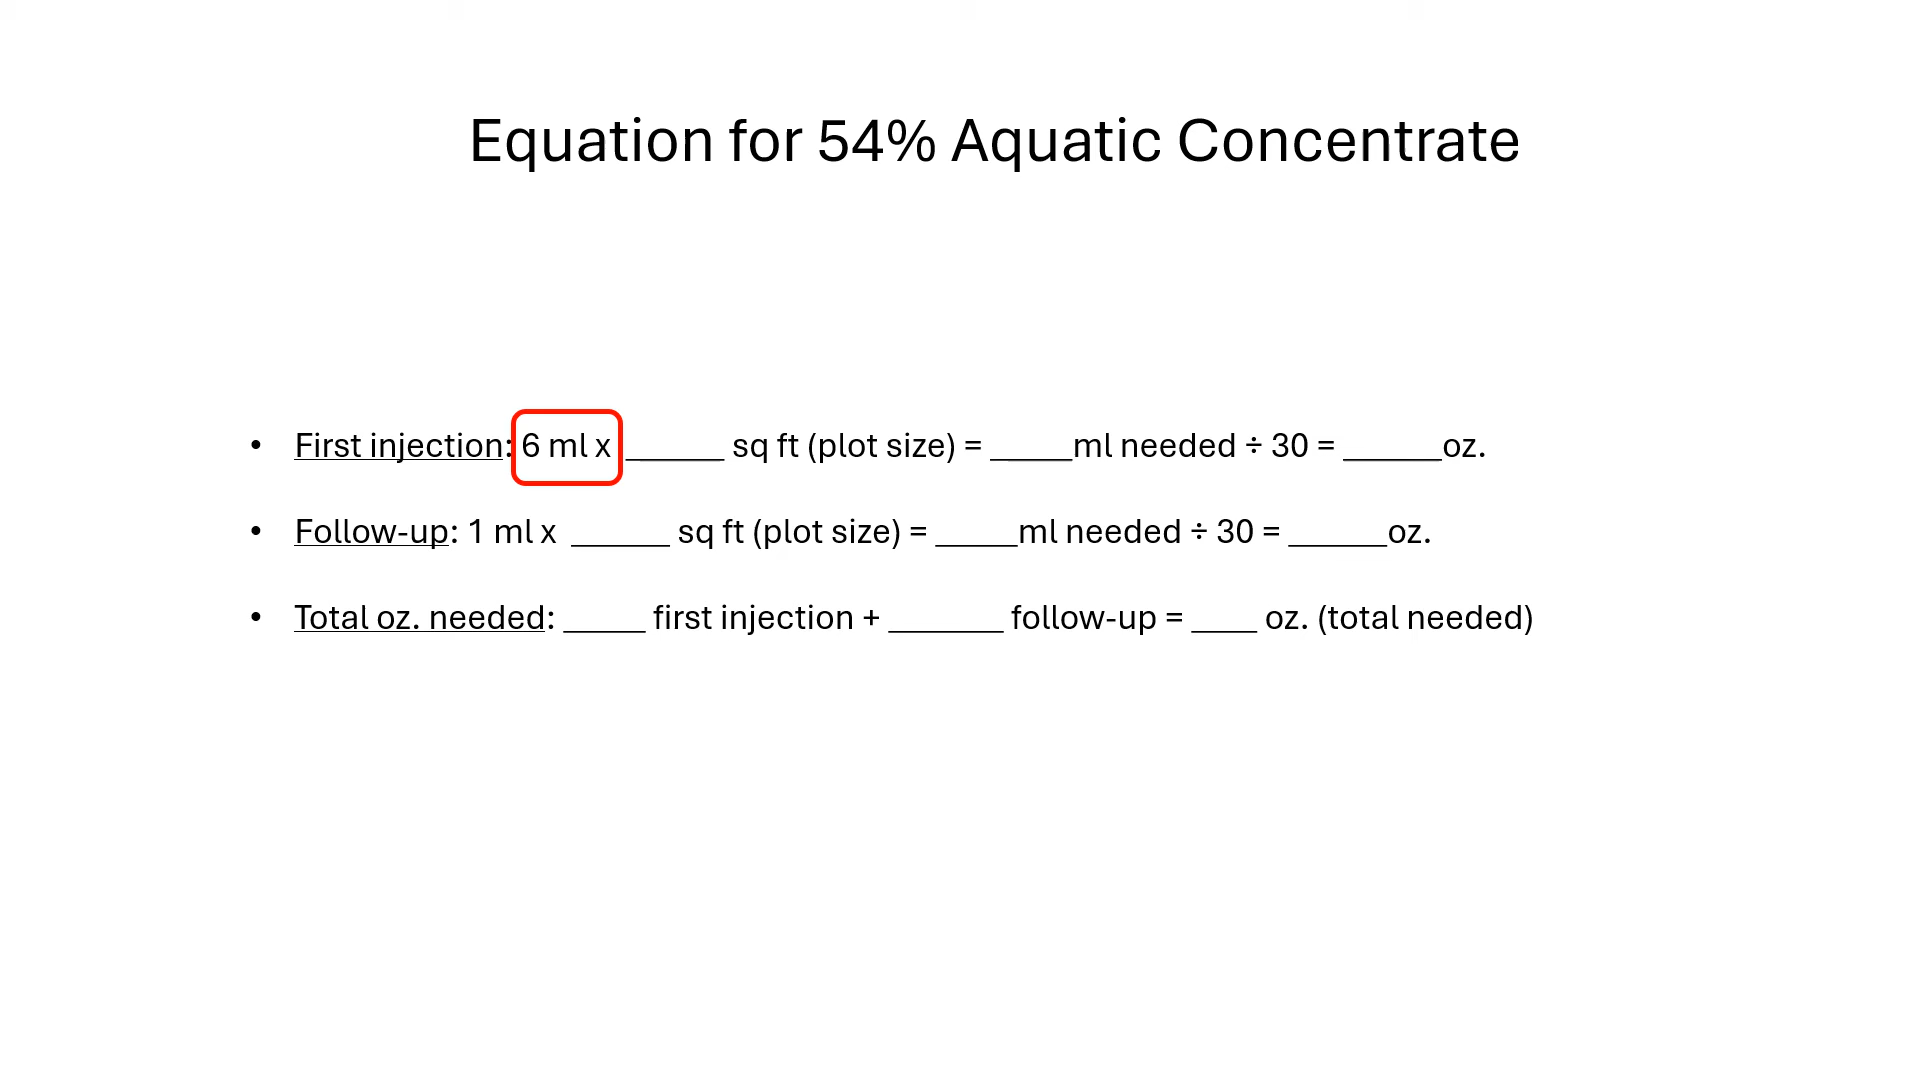 Equation for 54% Aquatic Concentrate
• First injection: 6 ml x ______ sq ft (plot size) = _____ml needed ÷ 30 = ______oz.
• Follow-up: 1 ml x ______ sq ft (plot size) = _____ml needed ÷ 30 = ______oz.
• Total oz. needed: _____ first injection + _______ follow-up = ____ oz. (total needed)